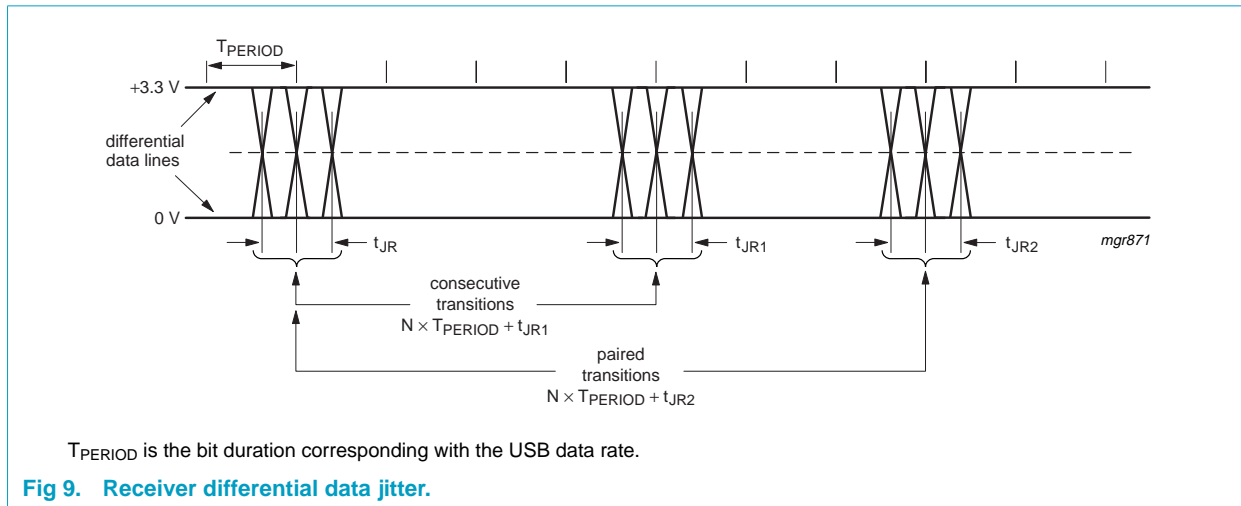 TPERIOD
+3.3 V
differential
data lines
0 V
tJR
tJR1
tJR2
mgr871
consecutive
transitions
N × TPERIOD + tJR1
paired
transitions
N × TPERIOD + tJR2
TPERIOD is the bit duration corresponding with the USB data rate.
Fig 9. Receiver differential data jitter.